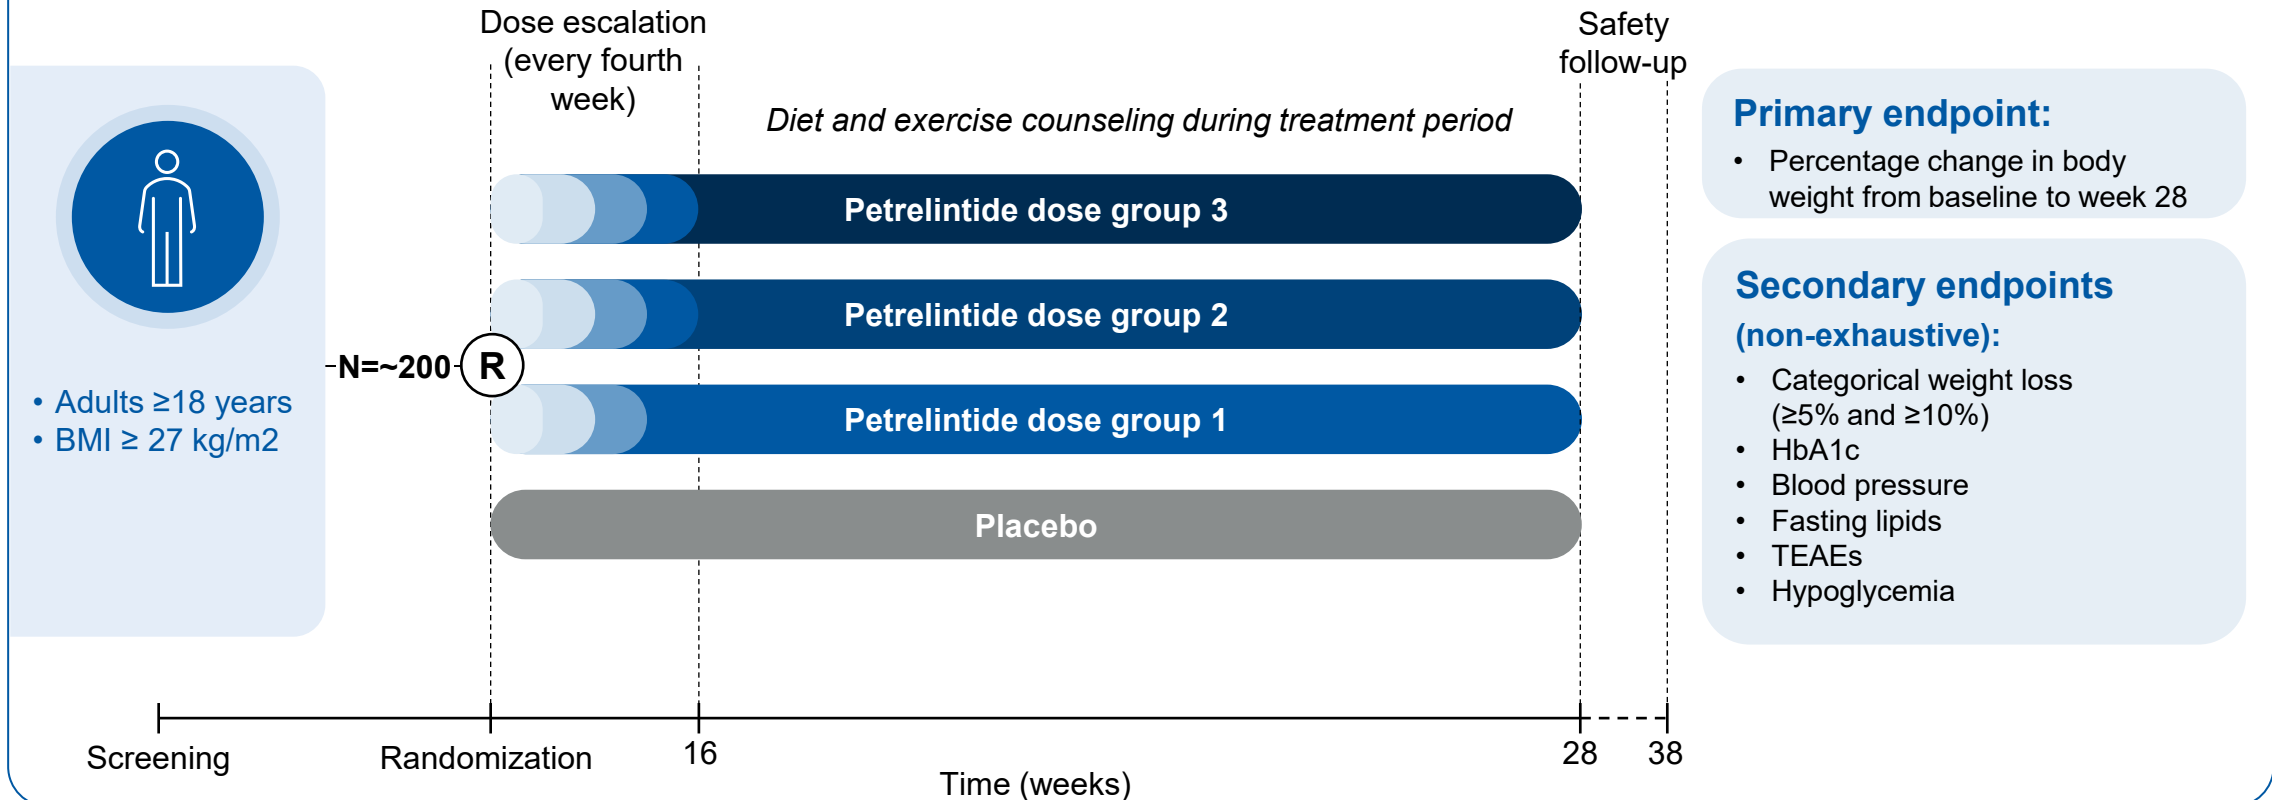 Dose escalation
(every fourth
week)
Safety
follow-up
Diet and exercise counseling during treatment period
• Adults ≥18 years
• BMI ≥ 27 kg/m2
N=~200
R
Petrelintide dose group 3
Petrelintide dose group 2
Petrelintide dose group 1
Placebo
Primary endpoint:
• Percentage change in body
weight from baseline to week 28
Secondary endpoints
(non-exhaustive):
• Categorical weight loss
(≥5% and ≥10%)
• HbA1c
• Blood pressure
• Fasting lipids
• TEAEs
• Hypoglycemia
Screening
Randomization
16
28
38
Time (weeks)